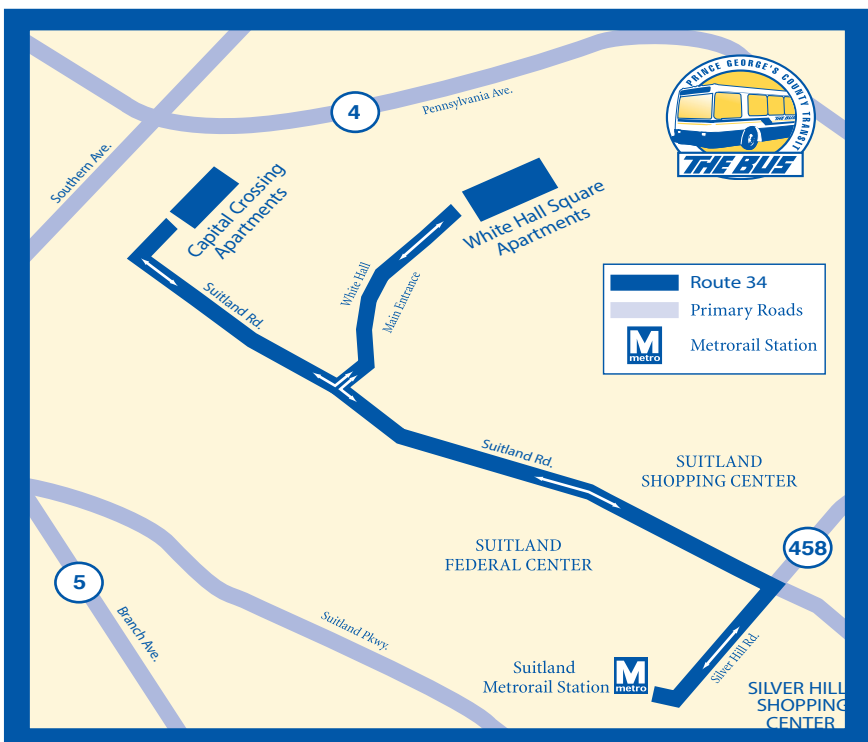 PRINCE GEORGE'S COUNTY TRANSIT
THE BUS
THE BUS
4
Pennsylvania Ave.
Southern Ave.
Capital Crossing
Apartments
White Hall Square
Apartments
White Hall
Main Entrance
Suitland Rd.
Route 34
Primary Roads
M
metro
Metrorail Station
Suitland Rd.
SUITLAND
SHOPPING CENTER
SUITLAND
FEDERAL CENTER
458
5
Branch Ave.
Suitland Pkwy.
Suitland
Metrorail Station
M
metro
Silver Hill Rd.
SILVER HILL
SHOPPING
CENTER